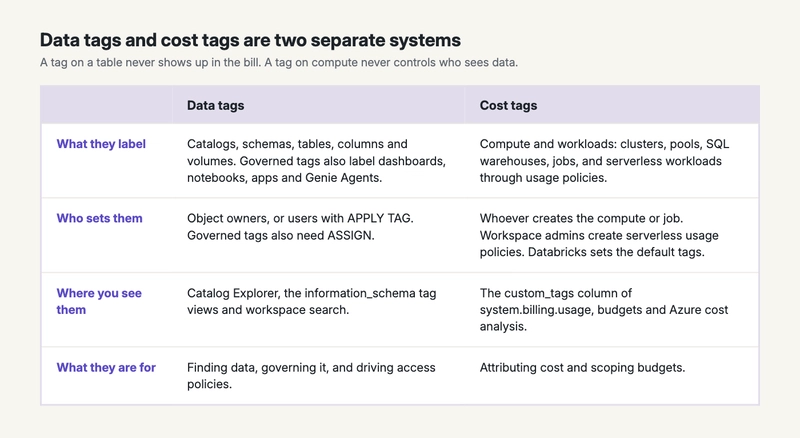 Data tags and cost tags are two separate systems
A tag on a table never shows up in the bill. A tag on compute never controls who sees data.
Data tags
Cost tags
What they label
Catalogs, schemas, tables, columns and
volumes. Governed tags also label dashboards,
notebooks, apps and Genie Agents.
Compute and workloads: clusters, pools, SQL
warehouses, jobs, and serverless workloads
through usage policies.
Who sets them
Object owners, or users with APPLY TAG.
Governed tags also need ASSIGN.
Whoever creates the compute or job.
Workspace admins create serverless usage
policies. Databricks sets the default tags.
Where you see
them
Catalog Explorer, the information_schema tag
views and workspace search.
The custom_tags column of
system.billing.usage, budgets and Azure cost
analysis.
What they are for
Finding data, governing it, and driving access
policies.
Attributing cost and scoping budgets.